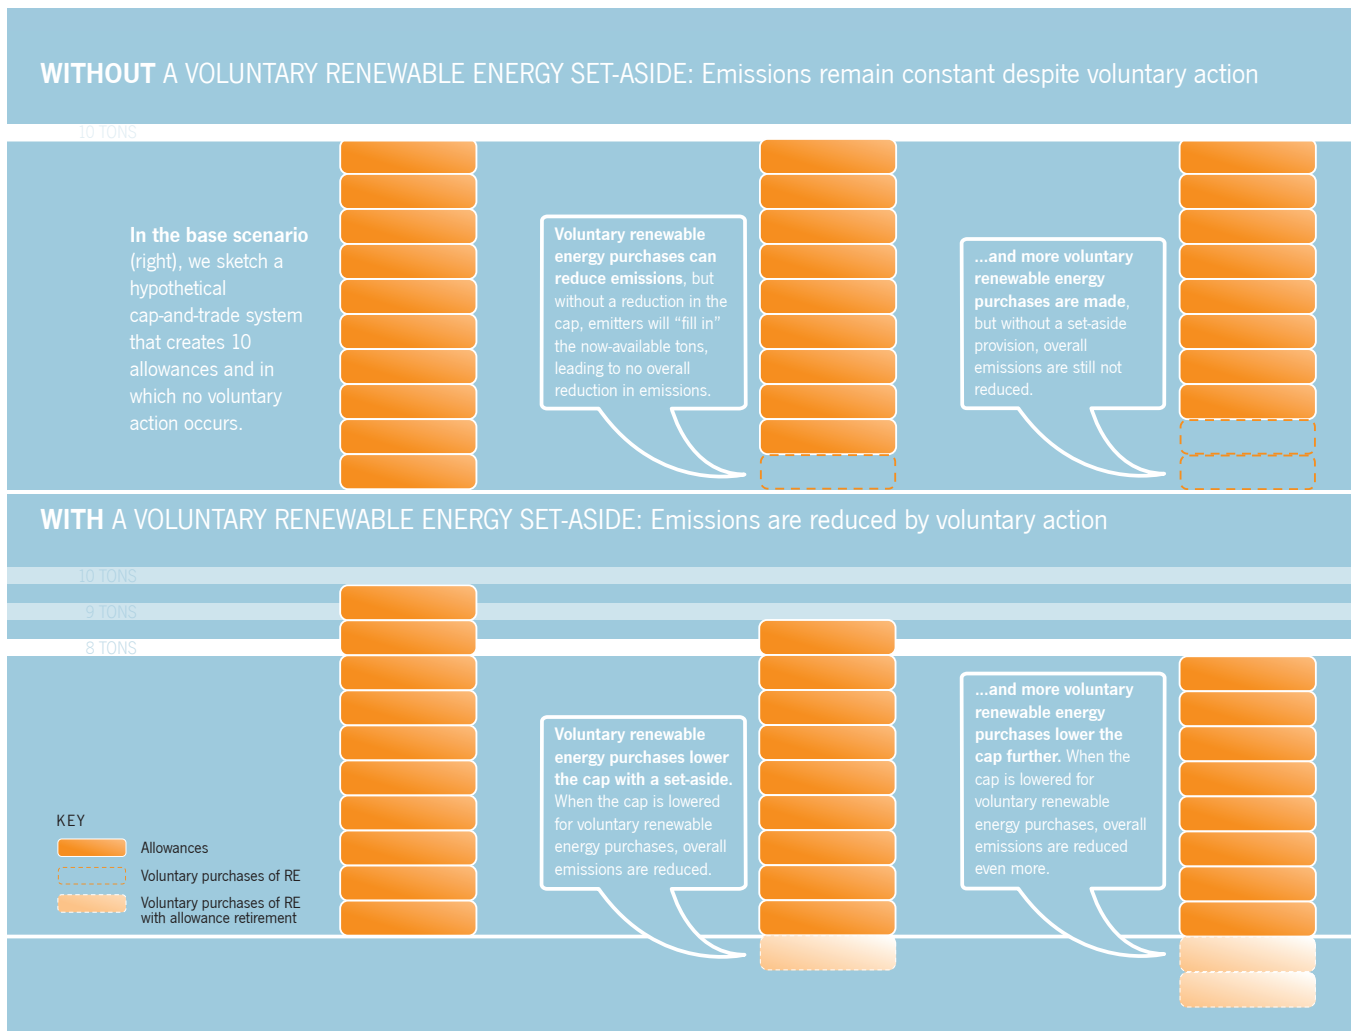 WITHOUT A VOLUNTARY RENEWABLE ENERGY SET-ASIDE: Emissions remain constant despite voluntary action
10 TONS
In the base scenario
(right), we sketch a
hypothetical
cap-and-trade system
that creates 10
allowances and in
which no voluntary
action occurs.
Voluntary renewable
energy purchases can
reduce emissions, but
without a reduction in the
cap, emitters will “fill in”
the now-available tons,
leading to no overall
reduction in emissions.
...and more voluntary
renewable energy
purchases are made,
but without a set-aside
provision, overall
emissions are still not
reduced.
WITH A VOLUNTARY RENEWABLE ENERGY SET-ASIDE: Emissions are reduced by voluntary action
10 TONS
9 TONS
8 TONS
Voluntary renewable
energy purchases lower
the cap with a set-aside.
When the cap is lowered
for voluntary renewable
energy purchases, overall
emissions are reduced.
...and more voluntary
renewable energy
purchases lower the
cap further. When the
cap is lowered for
voluntary renewable
energy purchases, overall
emissions are reduced
even more.
KEY
Allowances
Voluntary purchases of RE
Voluntary purchases of RE
with allowance retirement